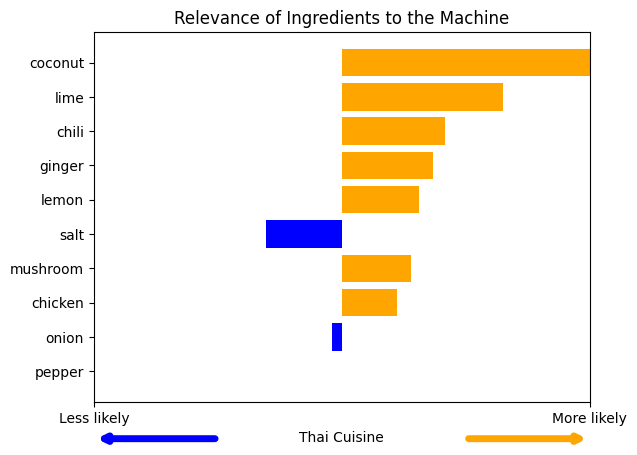 Relevance of Ingredients to the Machine
coconut
lime
chili
ginger
lemon
salt
mushroom
chicken
onion
pepper
Less likely
More likely
Thai Cuisine